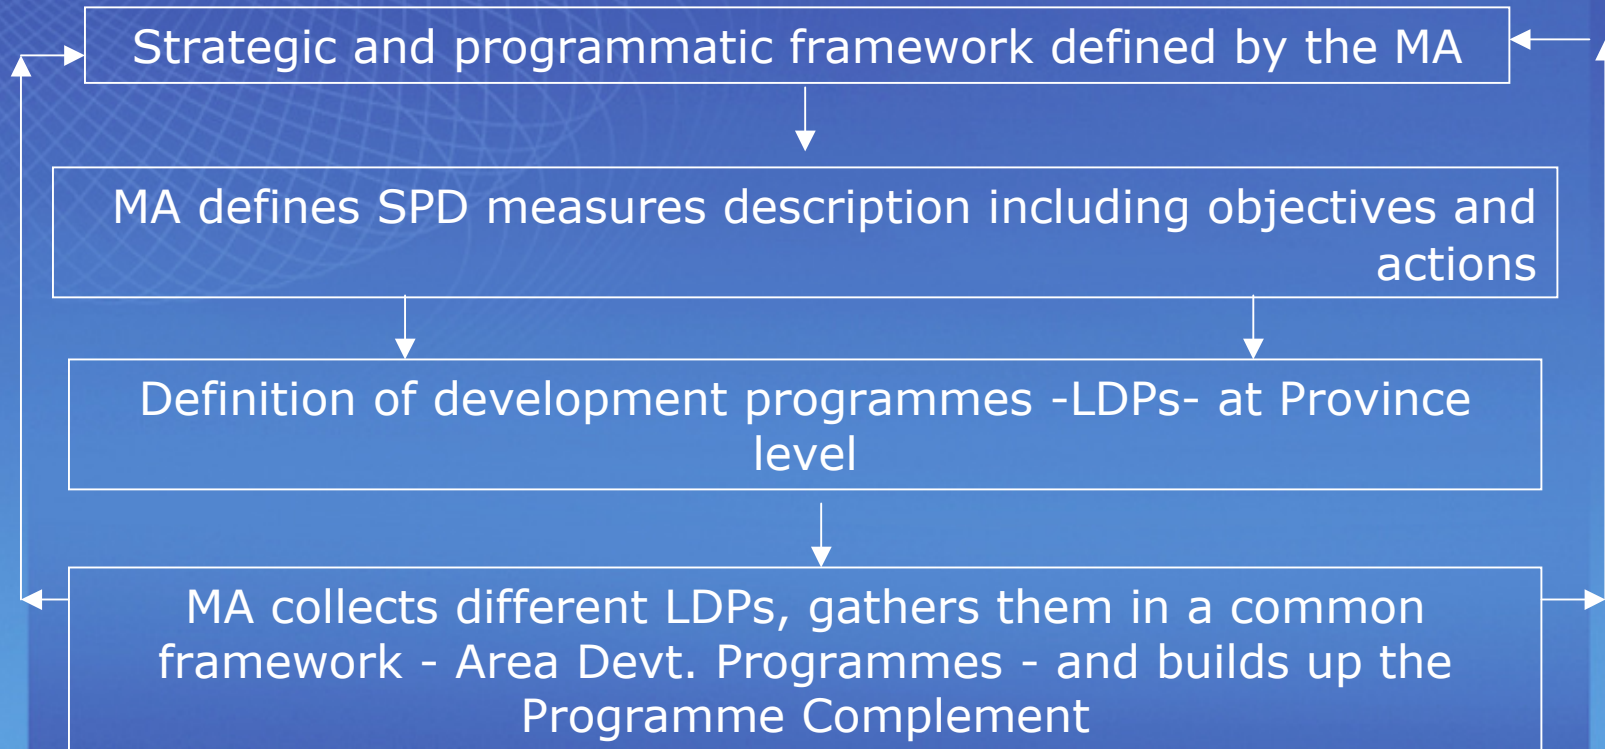 Strategic and programmatic framework defined by the MA
MA defines SPD measures description including objectives and
actions
Definition of development programmes -LDPs- at Province
level
MA collects different LDPs, gathers them in a common
framework - Area Devt. Programmes - and builds up the
Programme Complement